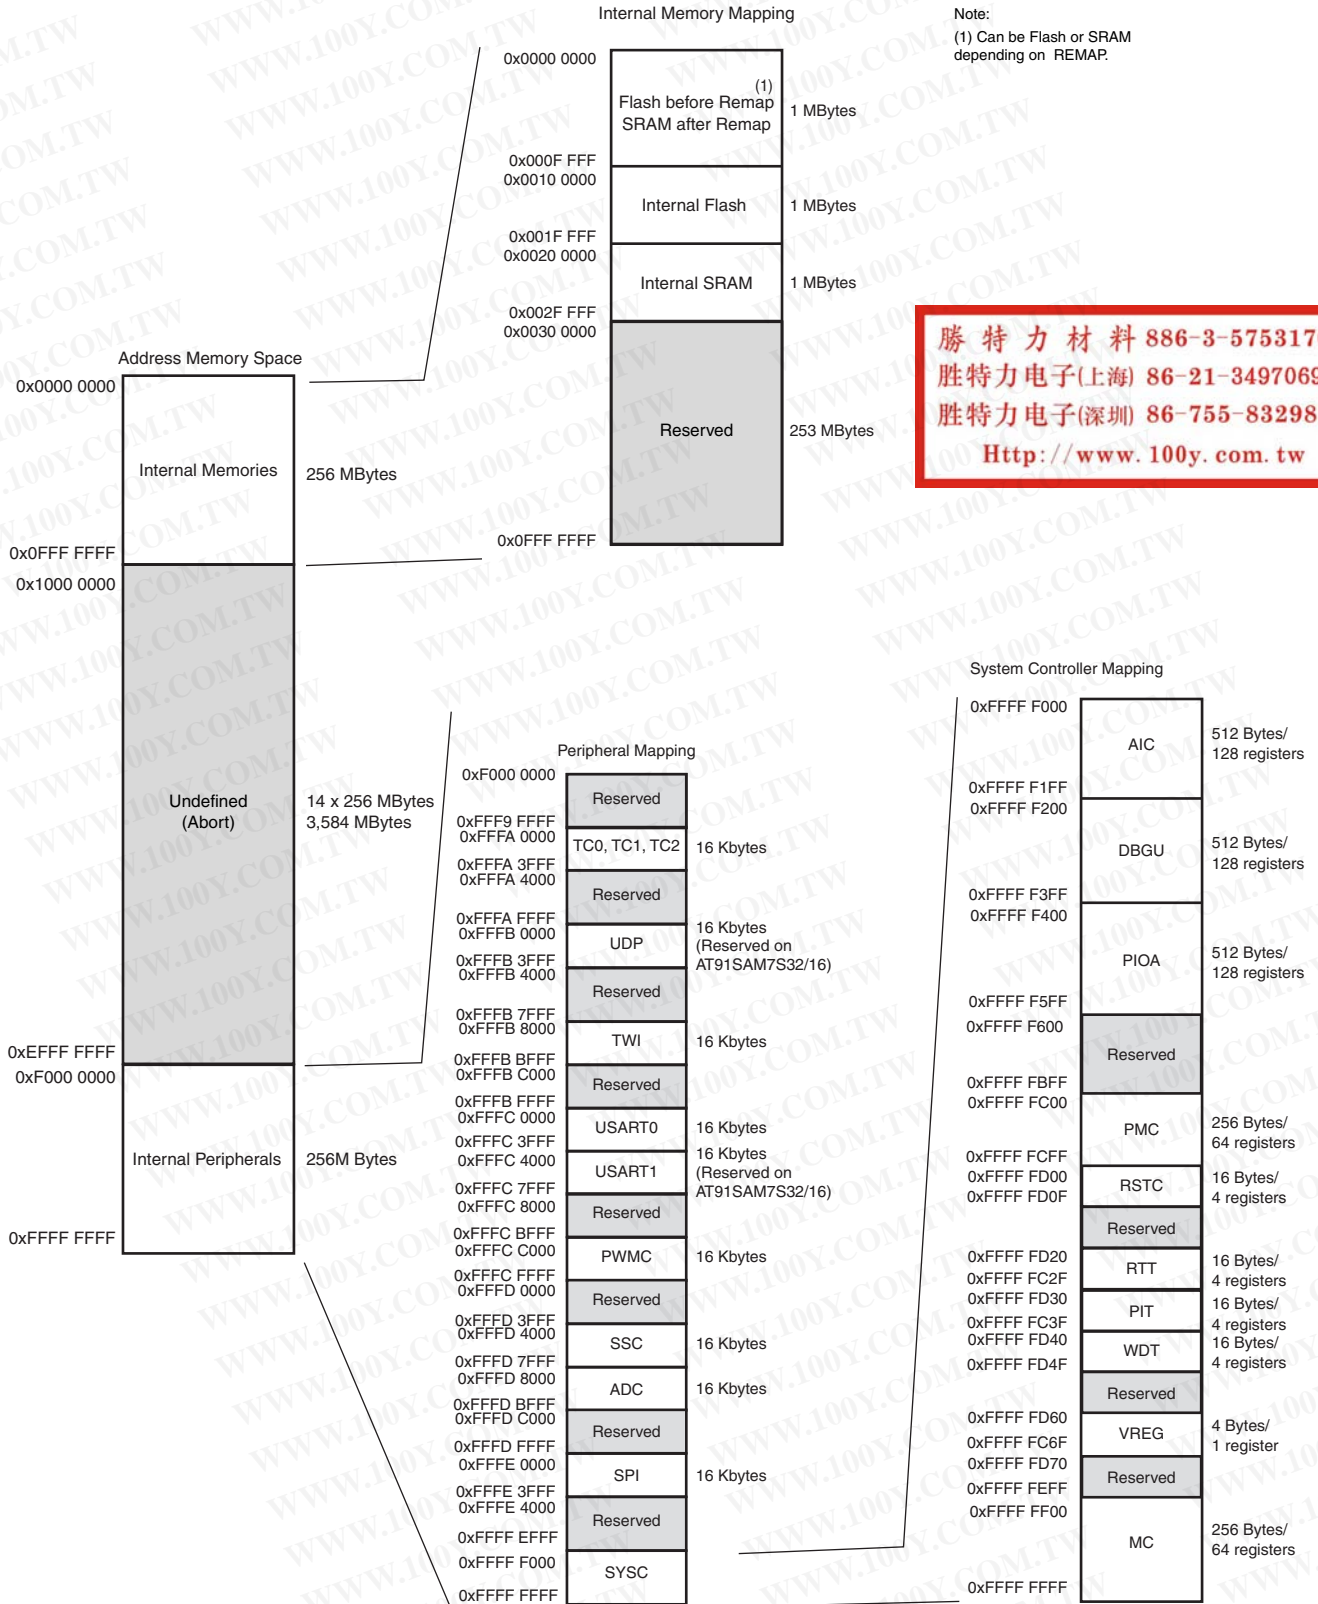 Internal Memory Mapping
Note:
(1) Can be Flash or SRAM
depending on REMAP.
0x0000 0000
(1)
Flash before Remap
SRAM after Remap
1 MBytes
0x000F FFF
0x0010 0000
Internal Flash
1 MBytes
0x001F FFF
0x0020 0000
Internal SRAM
1 MBytes
0x002F FFF
0x0030 0000
Reserved
253 MBytes
0x0FFF FFFF
勝特力材料 886-3-575317
胜特力电子(上海) 86-21-3497069
胜特力电子(深圳) 86-755-83298
Http://www.100y.com.tw
Address Memory Space
0x0000 0000
Internal Memories
256 MBytes
0x0FFF FFFF
0x1000 0000
Undefined
(Abort)
14 x 256 MBytes
3,584 MBytes
0xEFFF FFFF
0xF000 0000
Internal Peripherals
256M Bytes
0xFFFF FFFF
Peripheral Mapping
0xF000 0000
Reserved
0xFFF9 FFFF
0xFFFA 0000
TC0, TC1, TC2
16 Kbytes
0xFFFA 3FFF
0xFFFA 4000
Reserved
0xFFFA FFFF
0xFFFB 0000
UDP
16 Kbytes
(Reserved on
AT91SAM7S32/16)
0xFFFB 3FFF
0xFFFB 4000
Reserved
0xFFFB 7FFF
0xFFFB 8000
TWI
16 Kbytes
0xFFFB BFFF
0xFFFB C000
Reserved
0xFFFB FFFF
0xFFFC 0000
USART0
16 Kbytes
0xFFFC 3FFF
0xFFFC 4000
USART1
16 Kbytes
(Reserved on
AT91SAM7S32/16)
0xFFFC 7FFF
0xFFFC 8000
Reserved
0xFFFC BFFF
0xFFFC C000
PWMC
16 Kbytes
0xFFFC FFFF
0xFFFD 0000
Reserved
0xFFFD 3FFF
0xFFFD 4000
SSC
16 Kbytes
0xFFFD 7FFF
0xFFFD 8000
ADC
16 Kbytes
0xFFFD BFFF
0xFFFD C000
Reserved
0xFFFD FFFF
0xFFFE 0000
SPI
16 Kbytes
0xFFFE 3FFF
0xFFFE 4000
Reserved
0xFFFF EFFF
0xFFFF F000
SYSC
0xFFFF FFFF
System Controller Mapping
0xFFFF F000
AIC
512 Bytes/
128 registers
0xFFFF F1FF
0xFFFF F200
DBGU
512 Bytes/
128 registers
0xFFFF F3FF
0xFFFF F400
PIOA
512 Bytes/
128 registers
0xFFFF F5FF
0xFFFF F600
Reserved
0xFFFF FBFF
0xFFFF FC00
PMC
256 Bytes/
64 registers
0xFFFF FCFF
0xFFFF FD00
RSTC
16 Bytes/
4 registers
0xFFFF FD0F
Reserved
0xFFFF FD20
RTT
16 Bytes/
4 registers
0xFFFF FC2F
0xFFFF FD30
PIT
16 Bytes/
4 registers
0xFFFF FC3F
0xFFFF FD40
WDT
16 Bytes/
4 registers
0xFFFF FD4F
Reserved
0xFFFF FD60
VREG
4 Bytes/
1 register
0xFFFF FC6F
0xFFFF FD70
Reserved
0xFFFF FEFF
0xFFFF FF00
MC
256 Bytes/
64 registers
0xFFFF FFFF
WWW.100Y.COM.TW